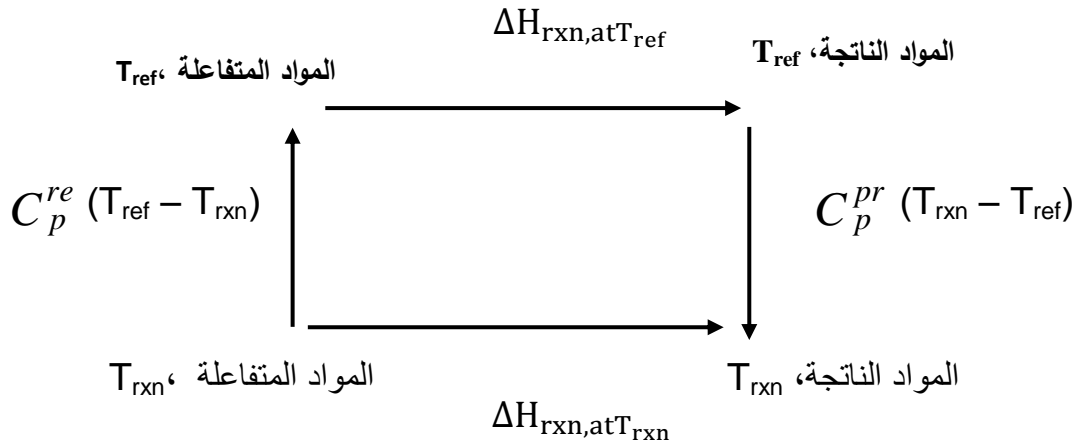 ΔH_rxn,atT_ref
المواد المتفاعلة ،T_ref
المواد الناتجة، T_ref
C_p^re (T_ref – T_rxn)
C_p^pr (T_rxn – T_ref)
المواد المتفاعلة ،T_rxn
المواد الناتجة، T_rxn
ΔH_rxn,atT_rxn